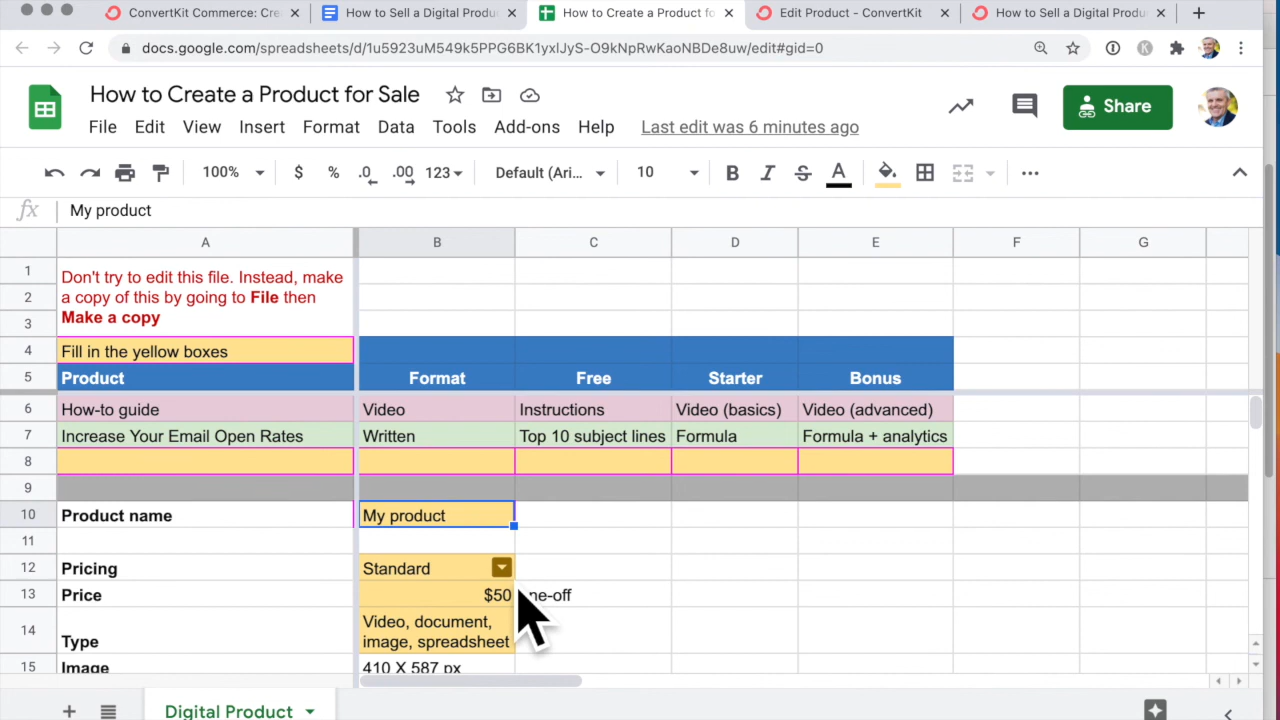 ConvertKit Commerce: Cre
How to Sell a Digital Produ
How to Create a Product fo
Edit Product - ConvertKit
How to Sell a Digital Produ
docs.google.com/spreadsheets/d/1u5923uM549k5PPG6BK1yxIJyS-O9kNpRwKaoNBDe8uw/edit#gid=0
How to Create a Product for Sale
File Edit View Insert Format Data Tools Add-ons Help Last edit was 6 minutes ago
Share
100% $ % .0 .00 123 Default (Ari... 10 B I S A
fx My product
A B C D E F G
1
2
3
Don't try to edit this file. Instead, make
a copy of this by going to File then
Make a copy
4 Fill in the yellow boxes
5 Product Format Free Starter Bonus
6 How-to guide Video Instructions Video (basics) Video (advanced)
7 Increase Your Email Open Rates Written Top 10 subject lines Formula Formula + analytics
8
9
10 Product name My product
11
12 Pricing Standard
13 Price $50 ne-off
14 Type Video, document,
image, spreadsheet
15 Image 410 X 587 px
Digital Product